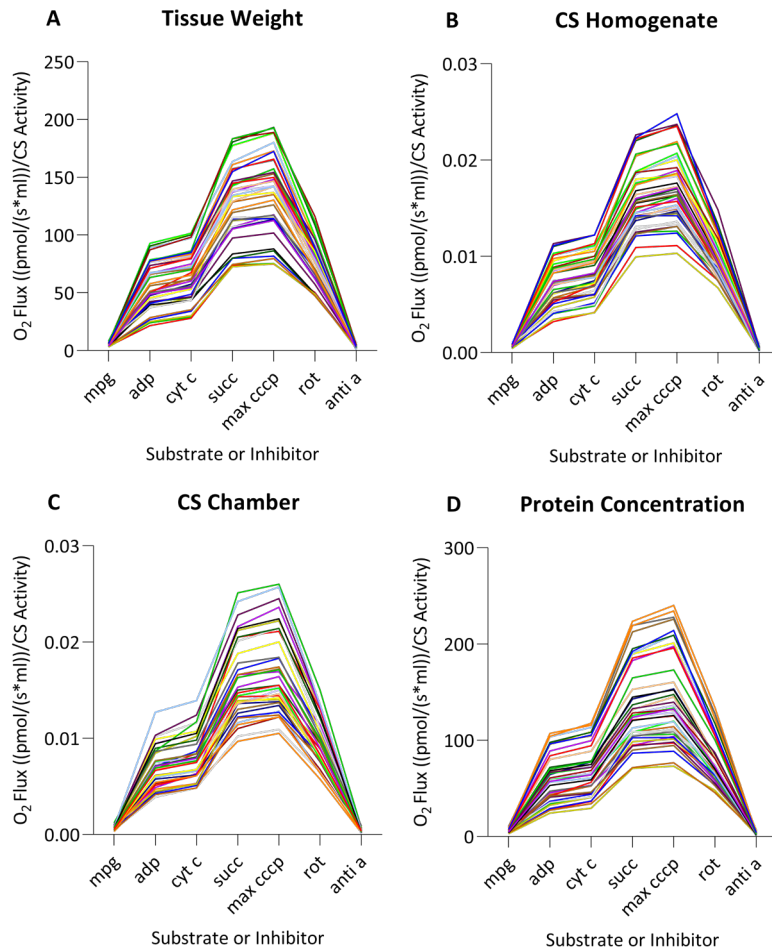 A Tissue Weight
O2 Flux ((pmol/(s*ml))/CS Activity)
250
200
150
100
50
0
mpg
adp
cyt c
succ
max cccp
rot
anti a
Substrate or Inhibitor
B CS Homogenate
O2 Flux ((pmol/(s*ml))/CS Activity)
0.03
0.02
0.01
0.00
mpg
adp
cyt c
succ
max cccp
rot
anti a
Substrate or Inhibitor
C CS Chamber
O2 Flux ((pmol/(s*ml))/CS Activity)
0.03
0.02
0.01
0.00
mpg
adp
cyt c
succ
max cccp
rot
anti a
Substrate or Inhibitor
D Protein Concentration
O2 Flux ((pmol/(s*ml))/CS Activity)
300
200
100
0
mpg
adp
cyt c
succ
max cccp
rot
anti a
Substrate or Inhibitor